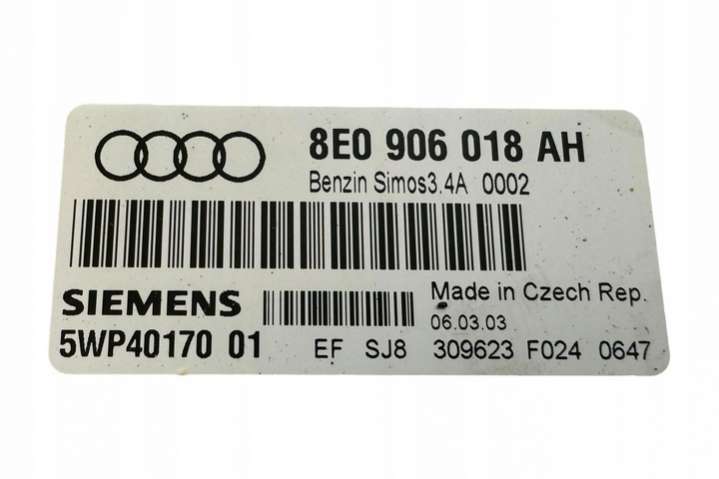 8E0 906 018 AH
Benzin Simos3.4A 0002
SIEMENS
Made in Czech Rep.
06.03.03
5WP40170 01
EF SJ8 309623 F024 0647